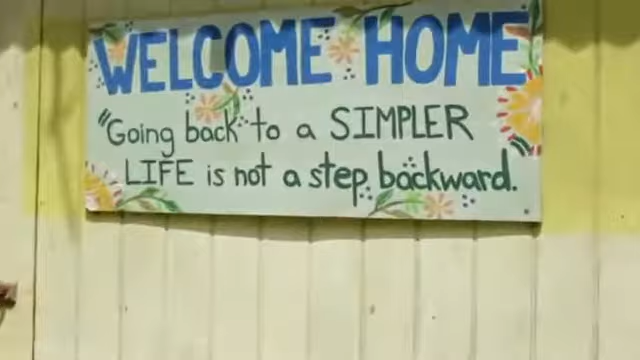 WELCOME HOME
"Going back to a SIMPLER
LIFE is not a step backward.